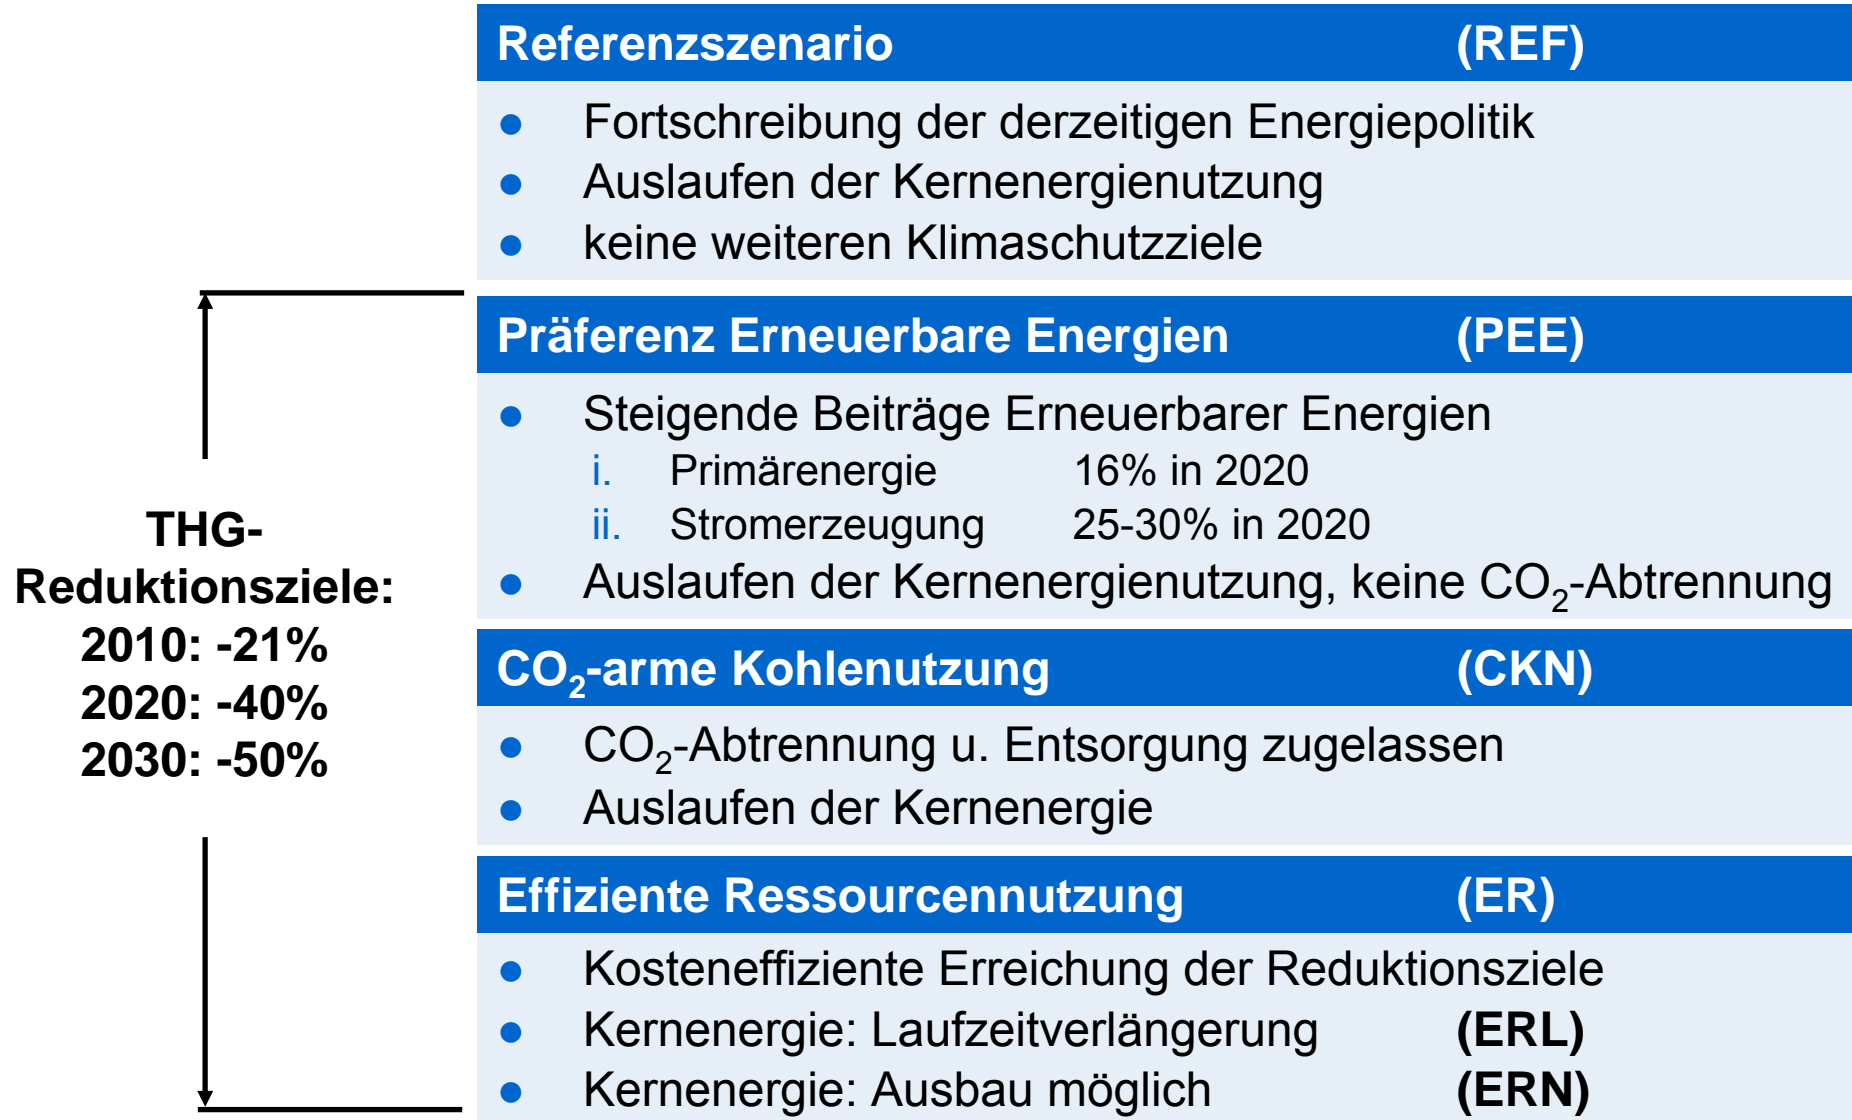 Referenzszenario (REF)
● Fortschreibung der derzeitigen Energiepolitik
● Auslaufen der Kernenergienutzung
● keine weiteren Klimaschutzziele
Präferenz Erneuerbare Energien (PEE)
● Steigende Beiträge Erneuerbarer Energien
i. Primärenergie 16% in 2020
ii. Stromerzeugung 25-30% in 2020
● Auslaufen der Kernenergienutzung, keine CO₂-Abtrennung
CO₂-arme Kohlenutzung (CKN)
● CO₂-Abtrennung u. Entsorgung zugelassen
● Auslaufen der Kernenergie
Effiziente Ressourcennutzung (ER)
● Kosteneffiziente Erreichung der Reduktionsziele
● Kernenergie: Laufzeitverlängerung (ERL)
● Kernenergie: Ausbau möglich (ERN)
THG-
Reduktionsziele:
2010: -21%
2020: -40%
2030: -50%